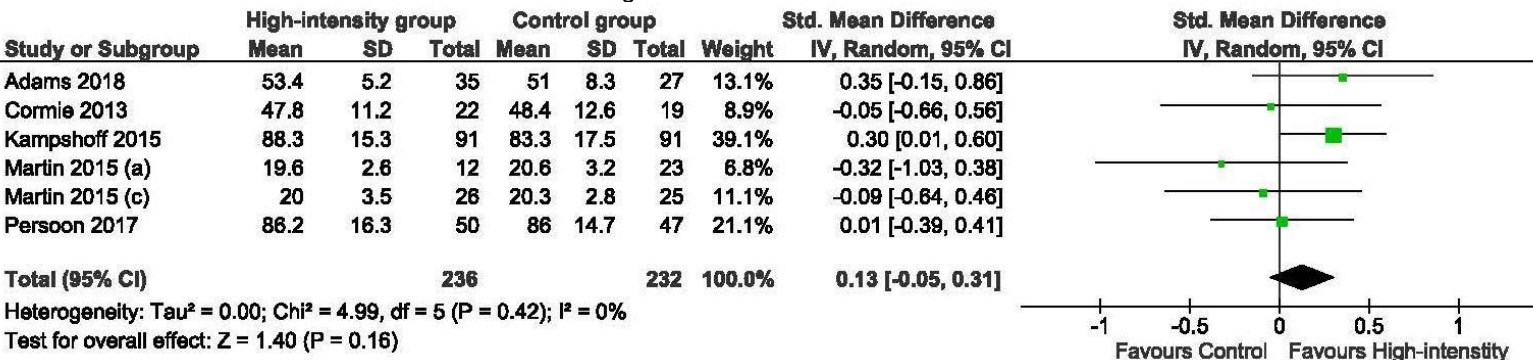 High-intensity group Control group Std. Mean Difference Std. Mean Difference
Study or Subgroup Mean SD Total Mean SD Total Weight IV, Random, 95% CI IV, Random, 95% CI
Adams 2018 53.4 5.2 35 51 8.3 27 13.1% 0.35 [-0.15, 0.86]
Cormie 2013 47.8 11.2 22 48.4 12.6 19 8.9% -0.05 [-0.66, 0.56]
Kampshoff 2015 88.3 15.3 91 83.3 17.5 91 39.1% 0.30 [0.01, 0.60]
Martin 2015 (a) 19.6 2.6 12 20.6 3.2 23 6.8% -0.32 [-1.03, 0.38]
Martin 2015 (c) 20 3.5 26 20.3 2.8 25 11.1% -0.09 [-0.64, 0.46]
Persoon 2017 86.2 16.3 50 86 14.7 47 21.1% 0.01 [-0.39, 0.41]
Total (95% CI) 236 232 100.0% 0.13 [-0.05, 0.31]
Heterogeneity: Tau² = 0.00; Chi² = 4.99, df = 5 (P = 0.42); I² = 0%
Test for overall effect: Z = 1.40 (P = 0.16)
-1 -0.5 0 0.5 1
Favours Control Favours High-intenstity